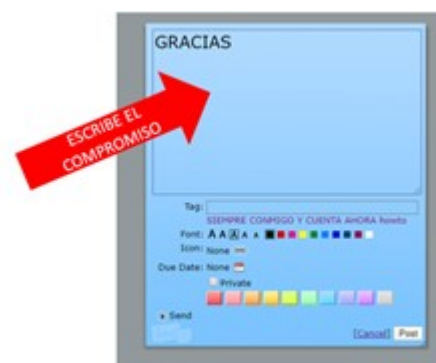 GRACIAS
ESCRIBE EL
COMPROMISO
Tag:
SIEMPRE CONMIGO Y CUENTA AHORA howto
Font: A A A A A
Icon: None
Due Date: None
Private
Send
[Cancel] Post